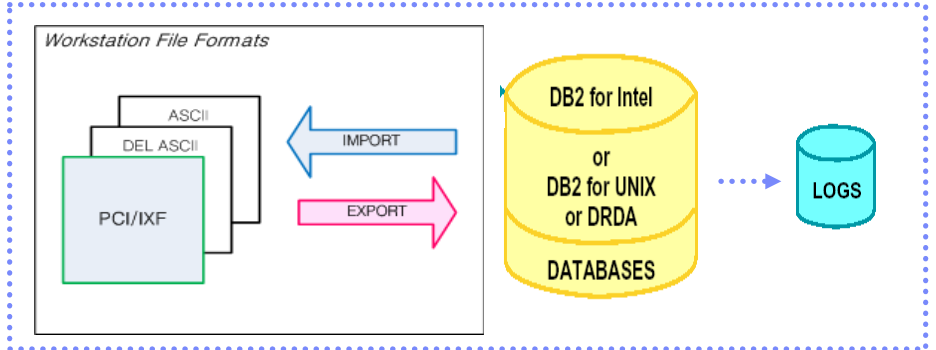 Workstation File Formats
ASCII
DEL ASCII
PCI/IXF
IMPORT
EXPORT
DB2 for Intel
or
DB2 for UNIX
or DRDA
DATABASES
LOGS